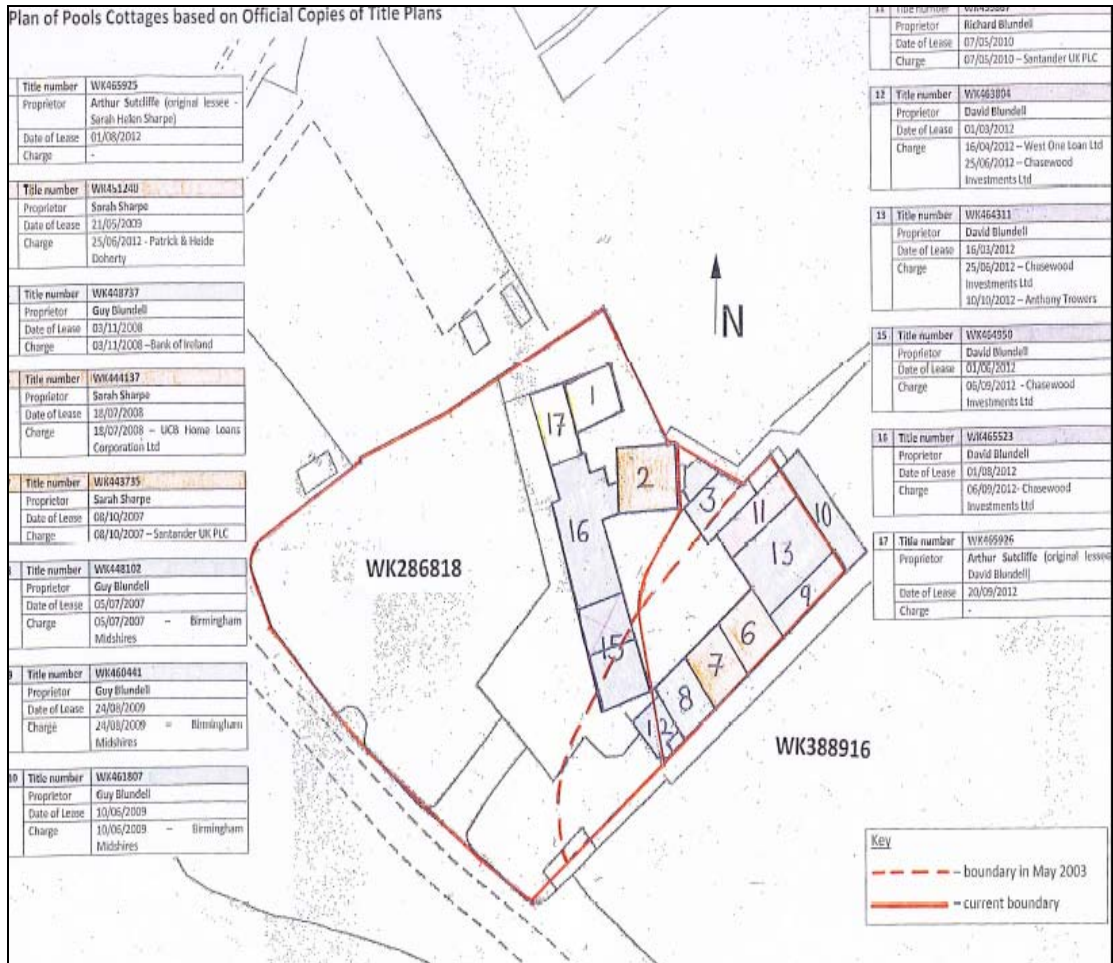 Plan of Pools Cottages based on Official Copies of Title Plans
Title number WK465925
Proprietor Arthur Sutcliffe (original lessee -
Sarah Helen Sharpe)
Date of Lease 01/08/2012
Charge -
Title number WK451240
Proprietor Sarah Sharpe
Date of Lease 21/05/2009
Charge 25/06/2012 - Patrick & Heide
Doherty
Title number WK448737
Proprietor Guy Blundell
Date of Lease 03/11/2008
Charge 03/11/2008 –Bank of Ireland
Title number WK444137
Proprietor Sarah Sharpe
Date of Lease 18/07/2008
Charge 18/07/2008 – UCB Home Loans
Corporation Ltd
Title number WK443735
Proprietor Sarah Sharpe
Date of Lease 08/10/2007
Charge 08/10/2007 – Santander UK PLC
Title number WK448102
Proprietor Guy Blundell
Date of Lease 05/07/2007
Charge 05/07/2007 – Birmingham
Midshires
9 Title number WK460441
Proprietor Guy Blundell
Date of Lease 24/08/2009
Charge 24/08/2009 = Birmingham
Midshires
10 Title number WK461807
Proprietor Guy Blundell
Date of Lease 10/06/2009
Charge 10/06/2009 – Birmingham
Midshires
11 Title number
Proprietor Richard Blundell
Date of Lease 07/05/2010
Charge 07/05/2010 – Santander UK PLC
12 Title number WK463804
Proprietor David Blundell
Date of Lease 01/03/2012
Charge 16/04/2012 – West One Loan Ltd
25/06/2012 – Chasewood
Investments Ltd
13 Title number WK464311
Proprietor David Blundell
Date of Lease 16/03/2012
Charge 25/06/2012 – Chasewood
Investments Ltd
10/10/2012 – Anthony Trowers
15 Title number WK464950
Proprietor David Blundell
Date of Lease 01/06/2012
Charge 06/09/2012 - Chasewood
Investments Ltd
16 Title number WK465523
Proprietor David Blundell
Date of Lease 01/08/2012
Charge 06/09/2012- Chasewood
Investments Ltd
17 Title number WK465926
Proprietor Arthur Sutcliffe (original lessee
David Blundell)
Date of Lease 20/09/2012
Charge -
N
1
17
2
3
16
11
10
13
9
15
6
7
8
12
WK286818
WK388916
Key
– boundary in May 2003
– current boundary